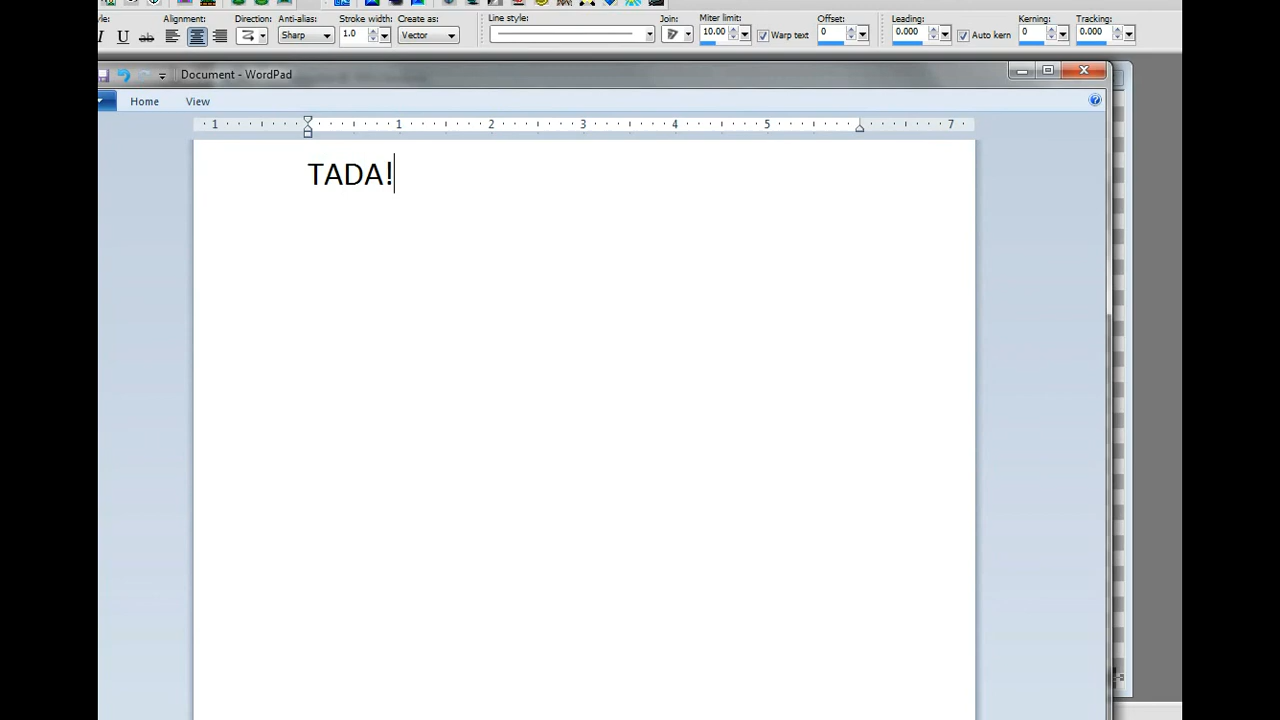 Alignment: Direction: Anti-alias: Stroke width: Create as: Line style: Join: Miter limit: Offset: Leading: Kerning: Tracking:
I U ab Sharp 1.0 Vector 10.00 Warp text 0 0.000 Auto kern 0 0.000
Document - WordPad
Home View
1 1 2 3 4 5 7
TADA!